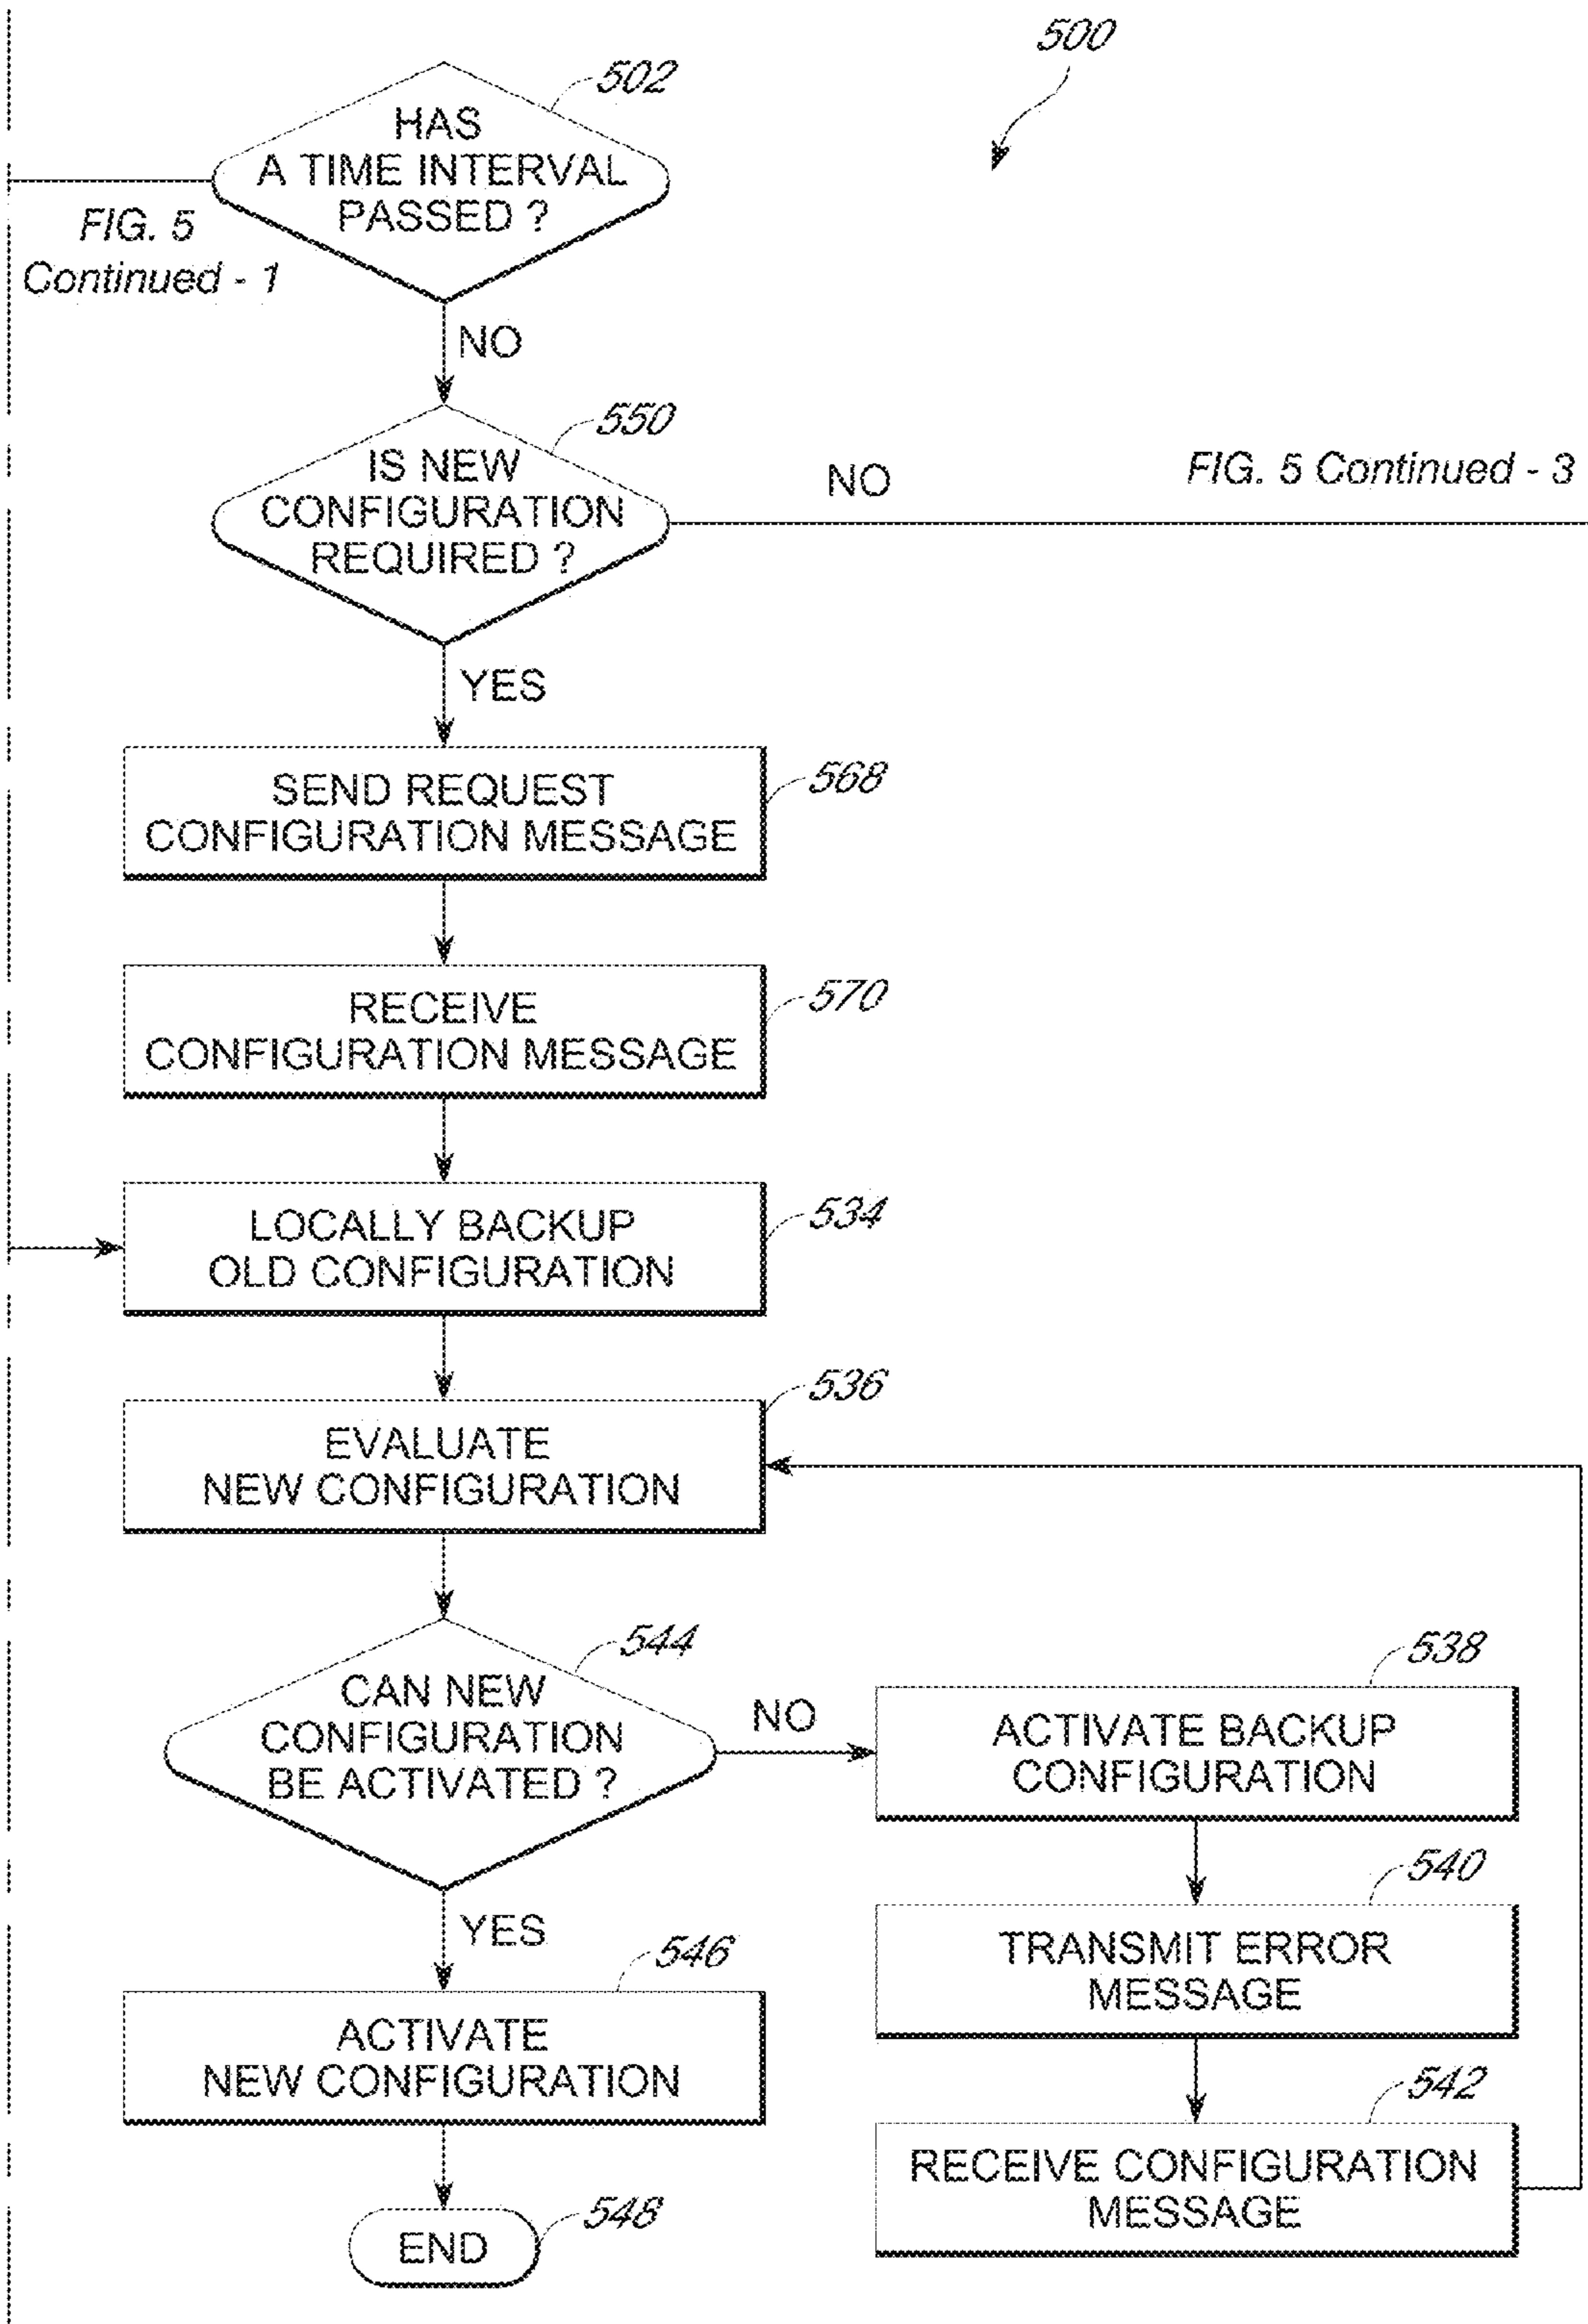 500
502
HAS
A TIME INTERVAL
PASSED ?
FIG. 5
Continued - 1
NO
550
IS NEW
CONFIGURATION
REQUIRED ?
NO
FIG. 5 Continued - 3
YES
568
SEND REQUEST
CONFIGURATION MESSAGE
570
RECEIVE
CONFIGURATION MESSAGE
534
LOCALLY BACKUP
OLD CONFIGURATION
536
EVALUATE
NEW CONFIGURATION
544
CAN NEW
CONFIGURATION
BE ACTIVATED ?
NO
538
ACTIVATE BACKUP
CONFIGURATION
540
TRANSMIT ERROR
MESSAGE
542
RECEIVE CONFIGURATION
MESSAGE
YES
546
ACTIVATE
NEW CONFIGURATION
548
END